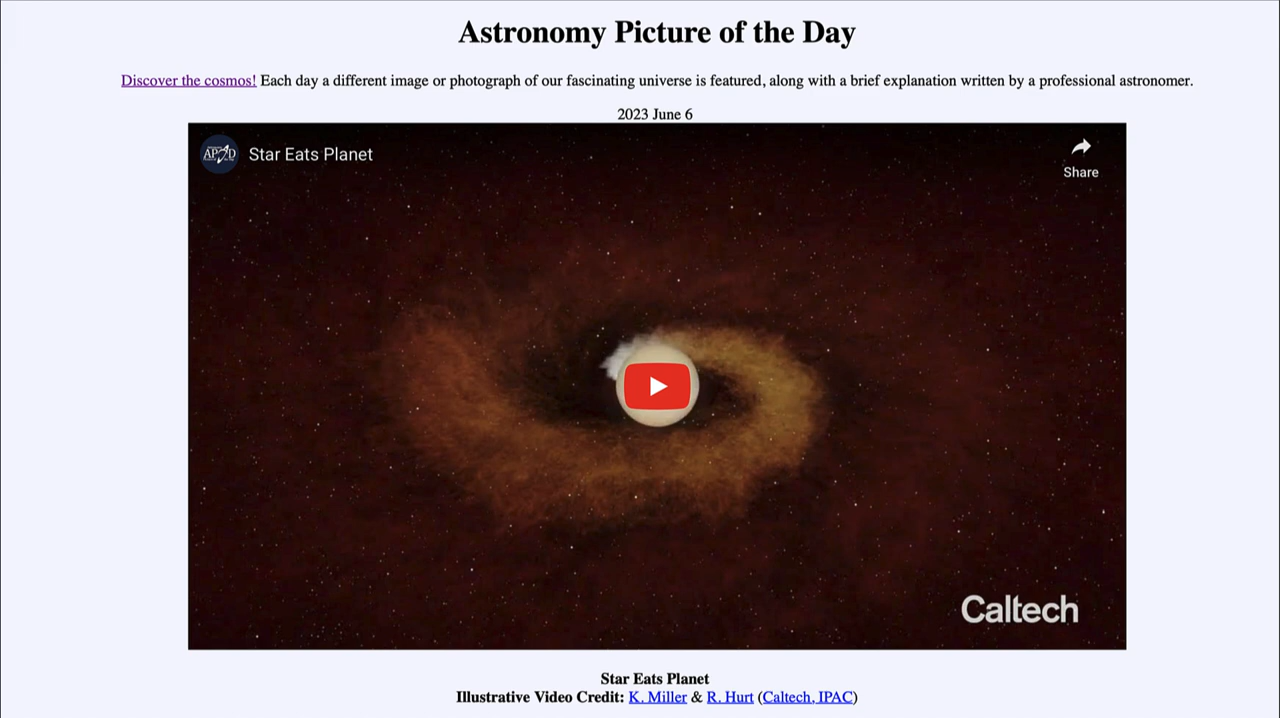 Astronomy Picture of the Day
Discover the cosmos! Each day a different image or photograph of our fascinating universe is featured, along with a brief explanation written by a professional astronomer.
2023 June 6
APOD
Star Eats Planet
Share
Caltech
Star Eats Planet
Illustrative Video Credit: K. Miller & R. Hurt (Caltech, IPAC)